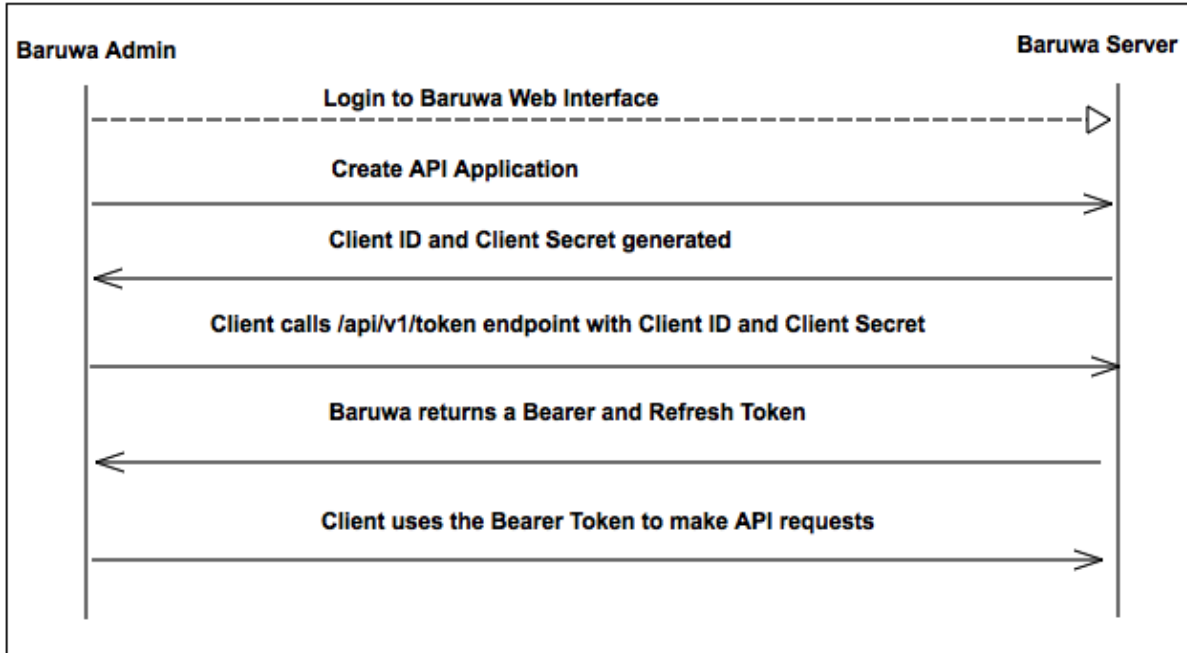 Baruwa Admin
Baruwa Server
Login to Baruwa Web Interface
Create API Application
Client ID and Client Secret generated
Client calls /api/v1/token endpoint with Client ID and Client Secret
Baruwa returns a Bearer and Refresh Token
Client uses the Bearer Token to make API requests